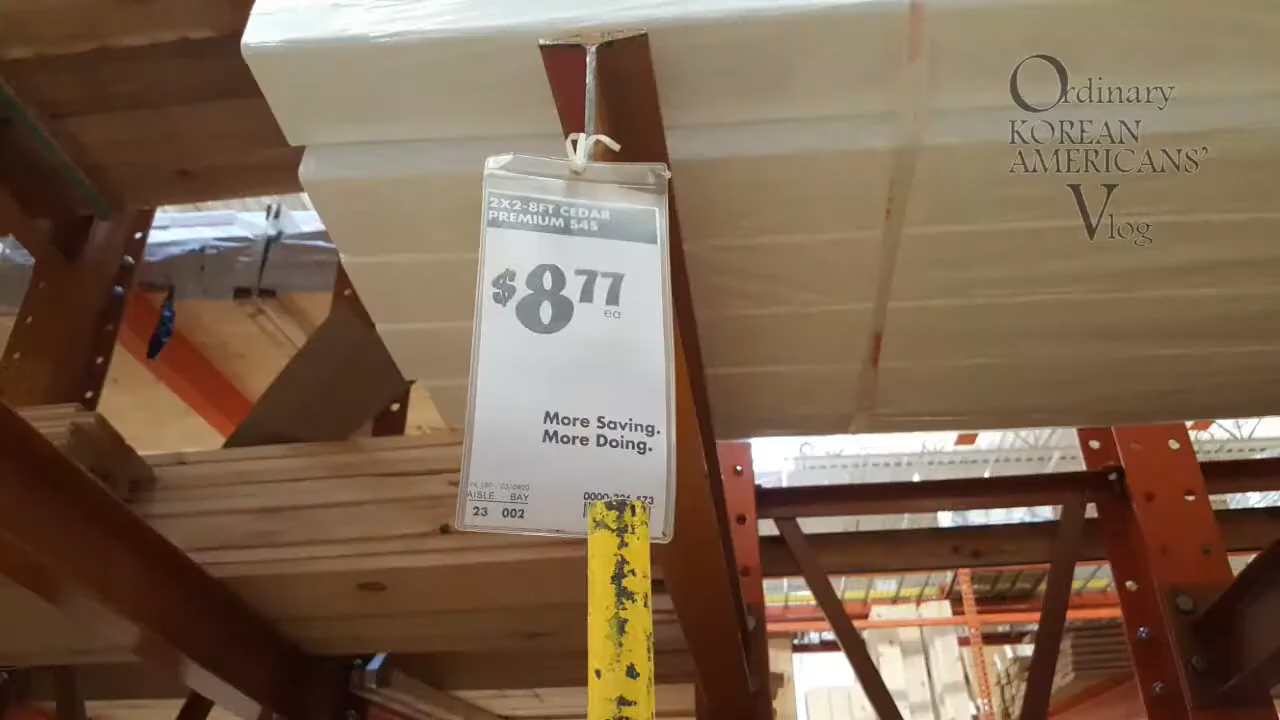 Ordinary
KOREAN
AMERICANS'
Vlog
2X2-8FT CEDAR
PREMIUM S4S
$8 77
ea
More Saving.
More Doing.
AISLE BAY
23 002